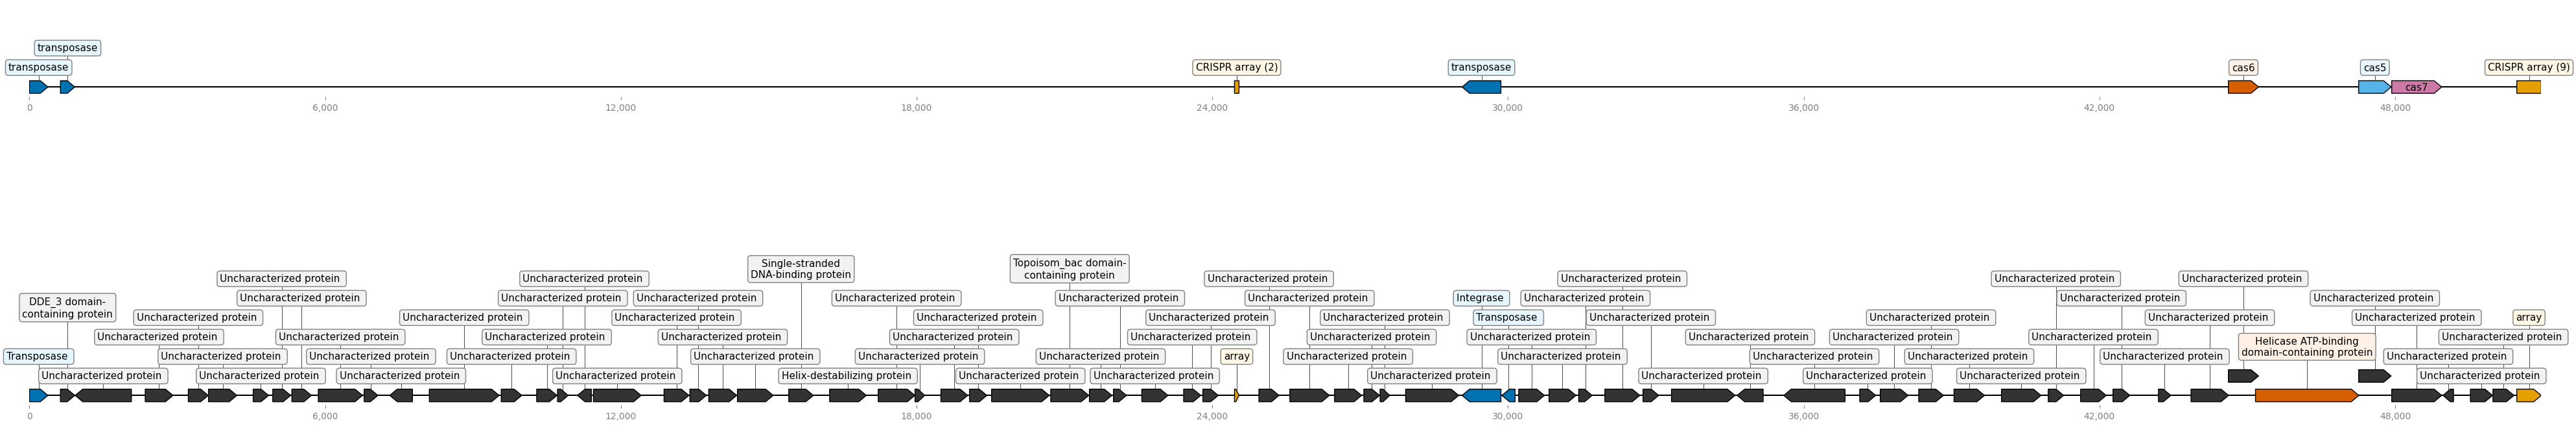 transposase
transposase
CRISPR array (2)
transposase
cas6
cas5
CRISPR array (9)
cas7
0
6,000
12,000
18,000
24,000
30,000
36,000
42,000
48,000
Single-stranded
DNA-binding protein
Topoisom_bac domain-
containing protein
Uncharacterized protein
Uncharacterized protein
Uncharacterized protein
Uncharacterized protein
Uncharacterized protein
Uncharacterized protein
DDE_3 domain-
containing protein
Uncharacterized protein
Uncharacterized protein
Uncharacterized protein
Uncharacterized protein
Uncharacterized protein
Uncharacterized protein
Integrase
Uncharacterized protein
Uncharacterized protein
Uncharacterized protein
Uncharacterized protein
Uncharacterized protein
Uncharacterized protein
Uncharacterized protein
Uncharacterized protein
Uncharacterized protein
Transposase
Uncharacterized protein
Uncharacterized protein
Uncharacterized protein
Uncharacterized protein
array
Uncharacterized protein
Uncharacterized protein
Uncharacterized protein
Uncharacterized protein
Uncharacterized protein
Uncharacterized protein
Uncharacterized protein
Uncharacterized protein
Uncharacterized protein
Uncharacterized protein
Uncharacterized protein
Uncharacterized protein
Uncharacterized protein
Helicase ATP-binding
domain-containing protein
Transposase
Uncharacterized protein
Uncharacterized protein
Uncharacterized protein
Uncharacterized protein
Uncharacterized protein
Uncharacterized protein
array
Uncharacterized protein
Uncharacterized protein
Uncharacterized protein
Uncharacterized protein
Uncharacterized protein
Uncharacterized protein
Uncharacterized protein
Uncharacterized protein
Uncharacterized protein
Uncharacterized protein
Helix-destabilizing protein
Uncharacterized protein
Uncharacterized protein
Uncharacterized protein
Uncharacterized protein
Uncharacterized protein
Uncharacterized protein
Uncharacterized protein
0
6,000
12,000
18,000
24,000
30,000
36,000
42,000
48,000